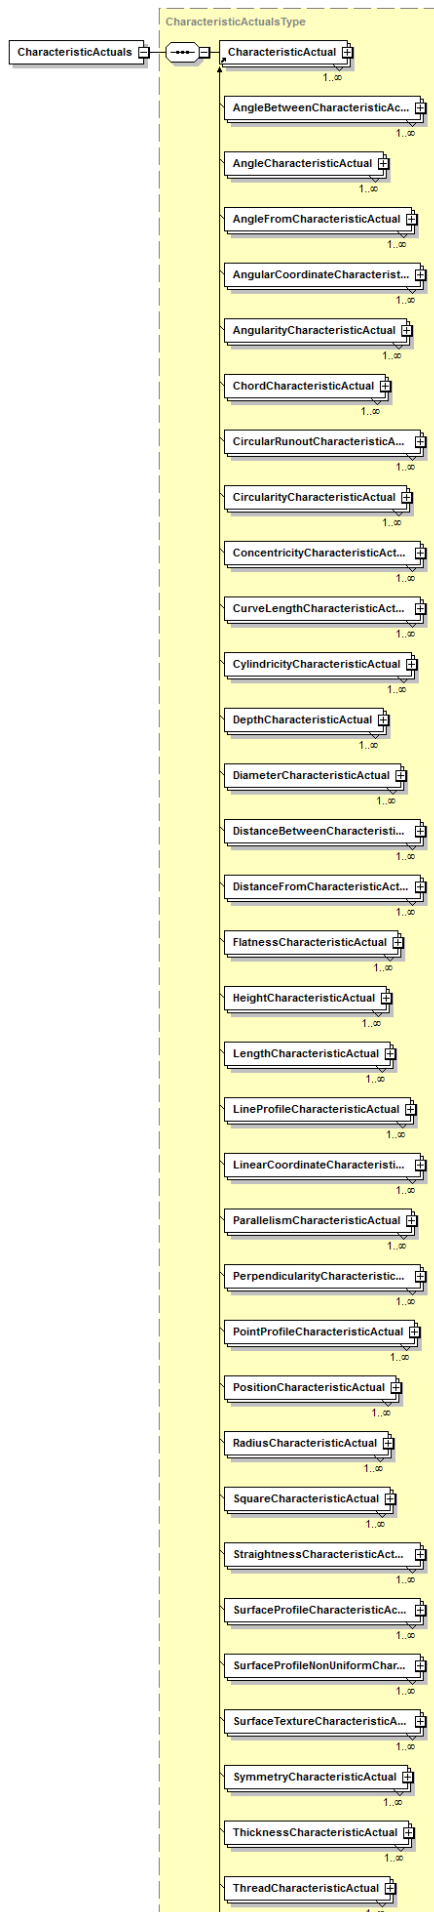 CharacteristicActualsType
CharacteristicActuals
CharacteristicActual
1..∞
AngleBetweenCharacteristicAc...
1..∞
AngleCharacteristicActual
1..∞
AngleFromCharacteristicActual
1..∞
AngularCoordinateCharacterist...
1..∞
AngularityCharacteristicActual
1..∞
ChordCharacteristicActual
1..∞
CircularRunoutCharacteristicA...
1..∞
CircularityCharacteristicActual
1..∞
ConcentricityCharacteristicAct...
1..∞
CurveLengthCharacteristicAct...
1..∞
CylindricityCharacteristicActual
1..∞
DepthCharacteristicActual
1..∞
DiameterCharacteristicActual
1..∞
DistanceBetweenCharacteristi...
1..∞
DistanceFromCharacteristicAct...
1..∞
FlatnessCharacteristicActual
1..∞
HeightCharacteristicActual
1..∞
LengthCharacteristicActual
1..∞
LineProfileCharacteristicActual
1..∞
LinearCoordinateCharacteristi...
1..∞
ParallelismCharacteristicActual
1..∞
PerpendicularityCharacteristic...
1..∞
PointProfileCharacteristicActual
1..∞
PositionCharacteristicActual
1..∞
RadiusCharacteristicActual
1..∞
SquareCharacteristicActual
1..∞
StraightnessCharacteristicAct...
1..∞
SurfaceProfileCharacteristicAc...
1..∞
SurfaceProfileNonUniformChar...
1..∞
SurfaceTextureCharacteristicA...
1..∞
SymmetryCharacteristicActual
1..∞
ThicknessCharacteristicActual
1..∞
ThreadCharacteristicActual